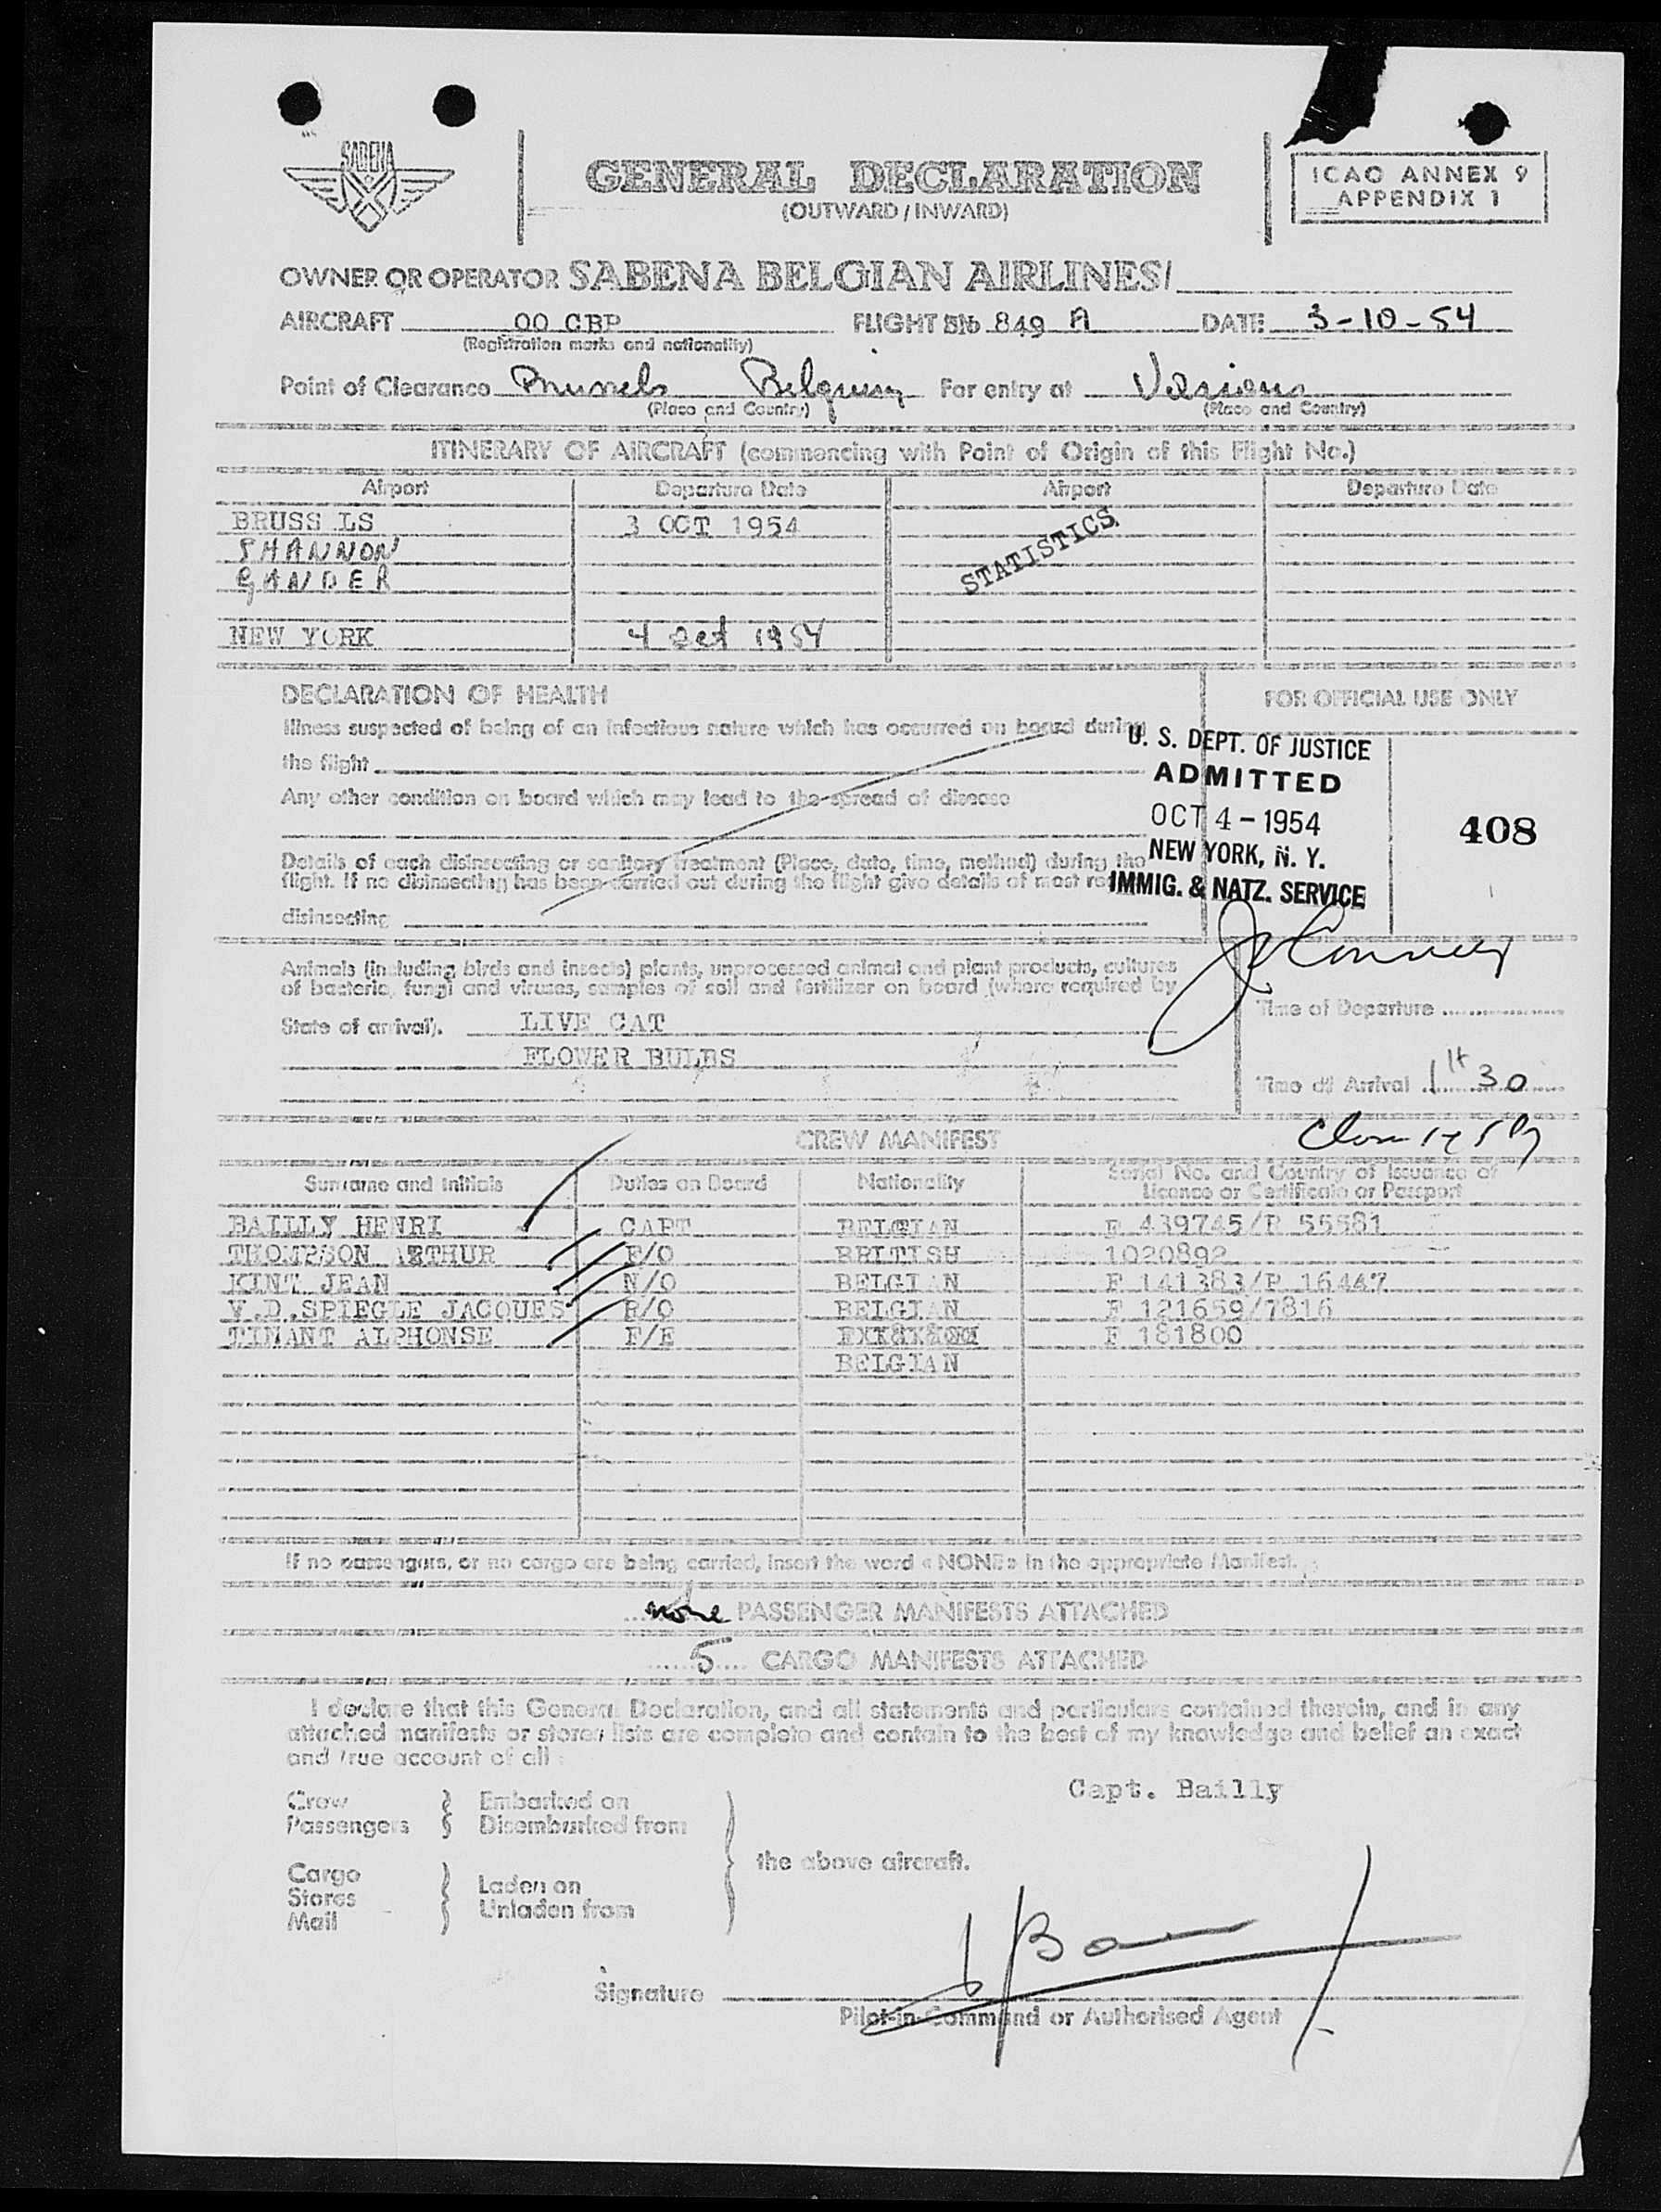 SABENA
GENERAL DECLARATION
(OUTWARD / INWARD)
ICAO ANNEX 9
APPENDIX 1
OWNER OR OPERATOR SABENA BELGIAN AIRLINES/
AIRCRAFT OO CBP FLIGHT 849 A DATE 3-10-54
(Registration marks and nationality)
Point of Clearance Brussels Belgium For entry at Various
(Place and Country) (Place and Country)
ITINERARY OF AIRCRAFT (commencing with Point of Origin of this Flight No.)
Airport Departure Date Airport Departure Date
BRUSS LS 3 OCT 1954
SHANNON
GANDER
STATISTICS
NEW YORK 4 Oct 1954
DECLARATION OF HEALTH
FOR OFFICIAL USE ONLY
Illness suspected of being of an infectious nature which has occurred on board during
the flight
Any other condition on board which may lead to the spread of disease
Details of each disinsecting or sanitary treatment (Place, date, time, method) during the
flight. If no disinsecting has been carried out during the flight give details of most
disinsecting
U. S. DEPT. OF JUSTICE
ADMITTED
OCT 4 - 1954
NEW YORK, N. Y.
IMMIG. & NATZ. SERVICE
408
Animals (including birds and insects) plants, unprocessed animal and plant products, cultures
of bacteria, fungi and viruses, samples of soil and fertilizer on board (where required by
State of arrival). LIVE CAT
FLOWER BULBS
Time of Departure
Time of Arrival 1 H 30
CREW MANIFEST
Surname and Initials Duties on Board Nationality Serial No. and Country of Issuance of
Licence or Certificate or Passport
BAILLY HENRI CAPT BELGIAN F 439745/P 55581
THOMPSON ARTHUR F/O BRITISH 1020892
KINT JEAN N/O BELGI N F 141383/P 16447
V.D.SPIEGLE JACQUES R/O BELGI N F 121659/7816
TINANT ALPHONSE F/E F 181800
BELGIAN
If no passengers, or no cargo are being carried, insert the word « NONE » in the appropriate Manifest.
none PASSENGER MANIFESTS ATTACHED
5 CARGO MANIFESTS ATTACHED
I declare that this General Declaration, and all statements and particulars contained therein, and in any
attached manifests or stores lists are complete and contain to the best of my knowledge and belief an exact
and true account of all :
Capt. Bailly
Crew Embarked on
Passengers Disembarked from
the above aircraft.
Cargo
Stores Laden on
Mail Unladen from
Signature
Pilot-in-Command or Authorised Agent